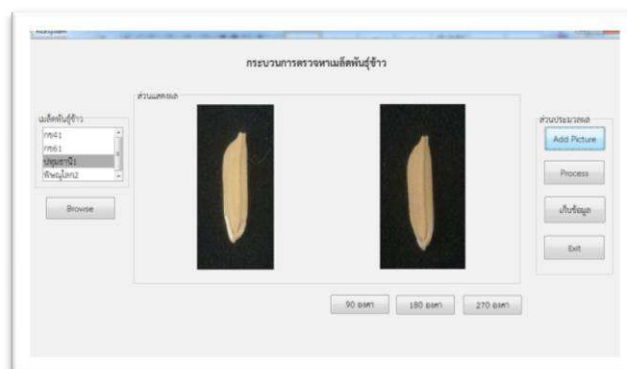 กระบวนการตรวจหาเมล็ดพันธุ์ข้าว
ส่วนแสดงผล
เมล็ดพันธุ์ข้าว
กข41
กข61
ปทุมธานี1
พิษณุโลก2
Browse
ส่วนประมวลผล
Add Picture
Process
เก็บข้อมูล
Exit
90 องศา
180 องศา
270 องศา